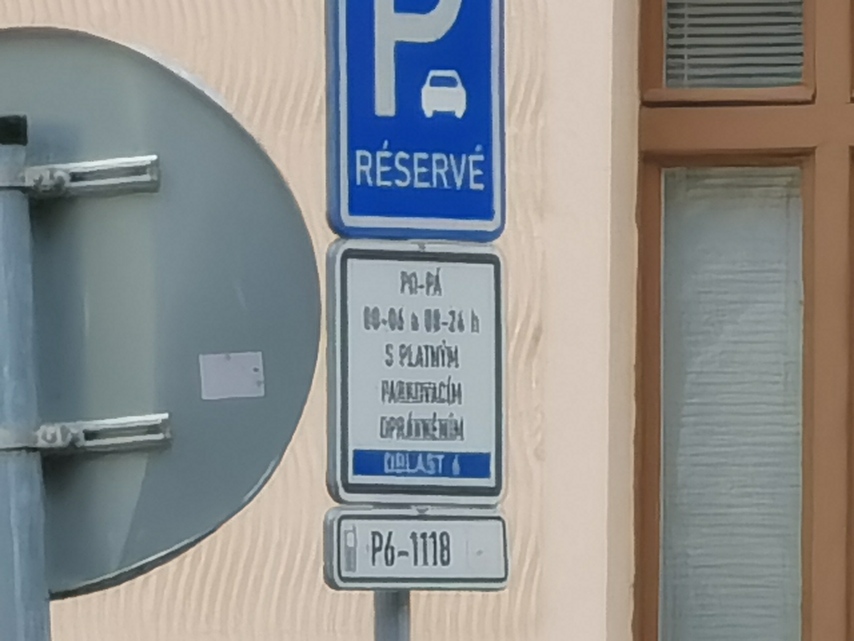 P
RÉSERVÉ
PO-PÁ
00-06 a 08-24 h
S PLATNÝM
PARKOVACÍM
OPRÁVNĚNÍM
OBLAST 6
P6-1118